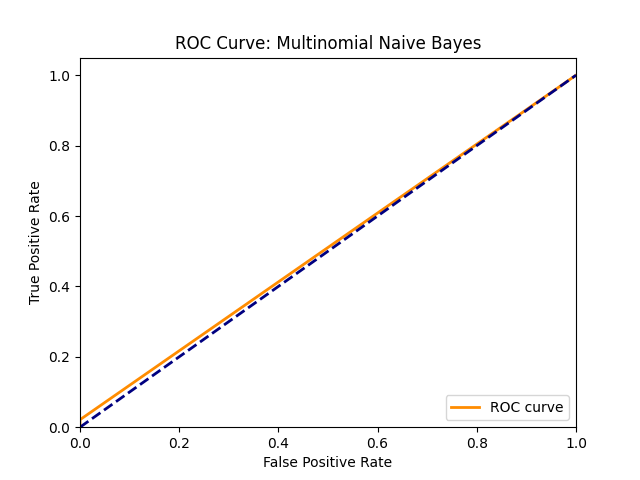 ROC Curve: Multinomial Naive Bayes
True Positive Rate
1.0
0.8
0.6
0.4
0.2
0.0
ROC curve
0.0 0.2 0.4 0.6 0.8 1.0
False Positive Rate